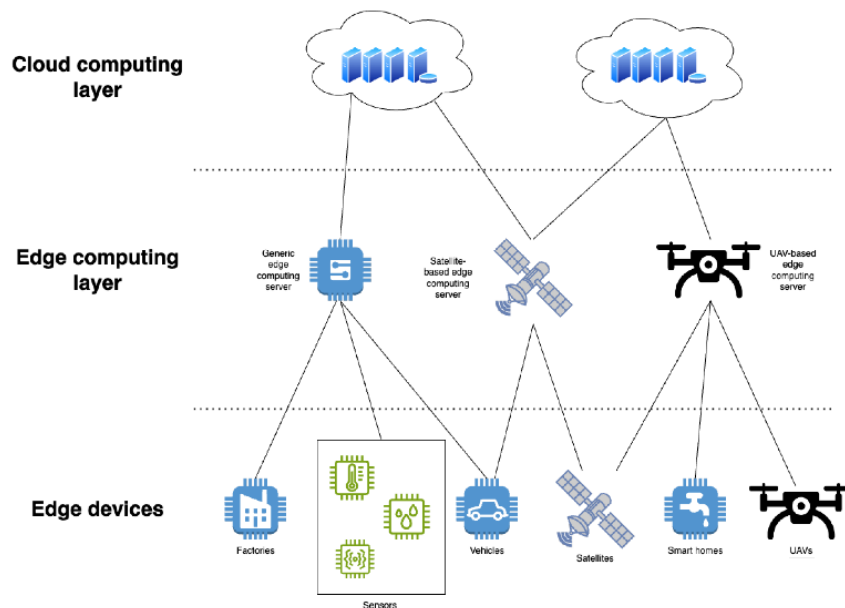 Cloud computing
layer
Edge computing
layer
Generic
edge
computing
server
Satellite-
based edge
computing
server
UAV-based
edge
computing
server
Edge devices
Factories
Sensors
Vehicles
Satellites
Smart homes
UAVs